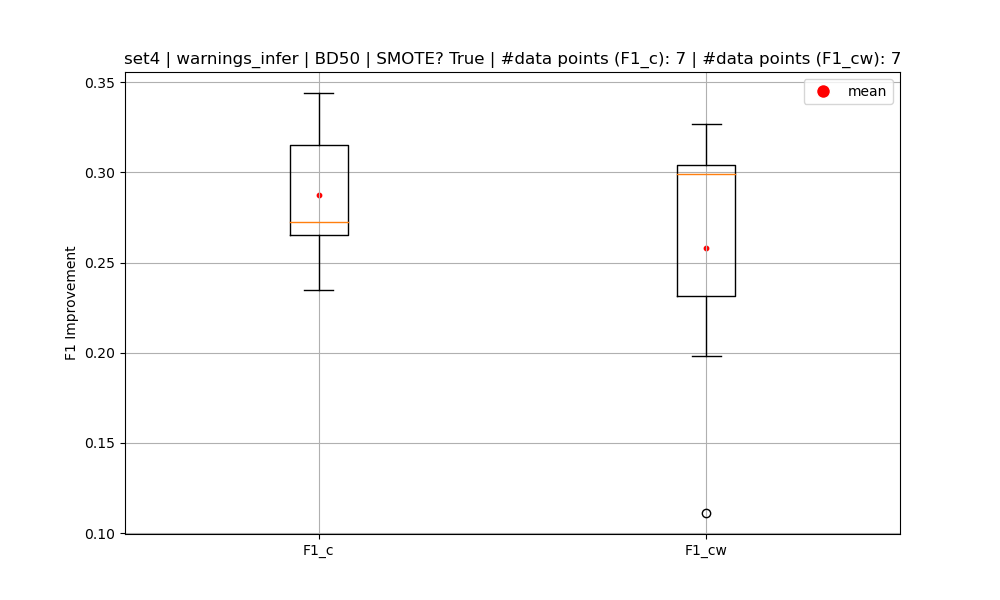 set4 | warnings_infer | BD50 | SMOTE? True | #data points (F1_c): 7 | #data points (F1_cw): 7
mean
0.35
0.30
0.25
0.20
0.15
0.10
F1 Improvement
F1_c
F1_cw